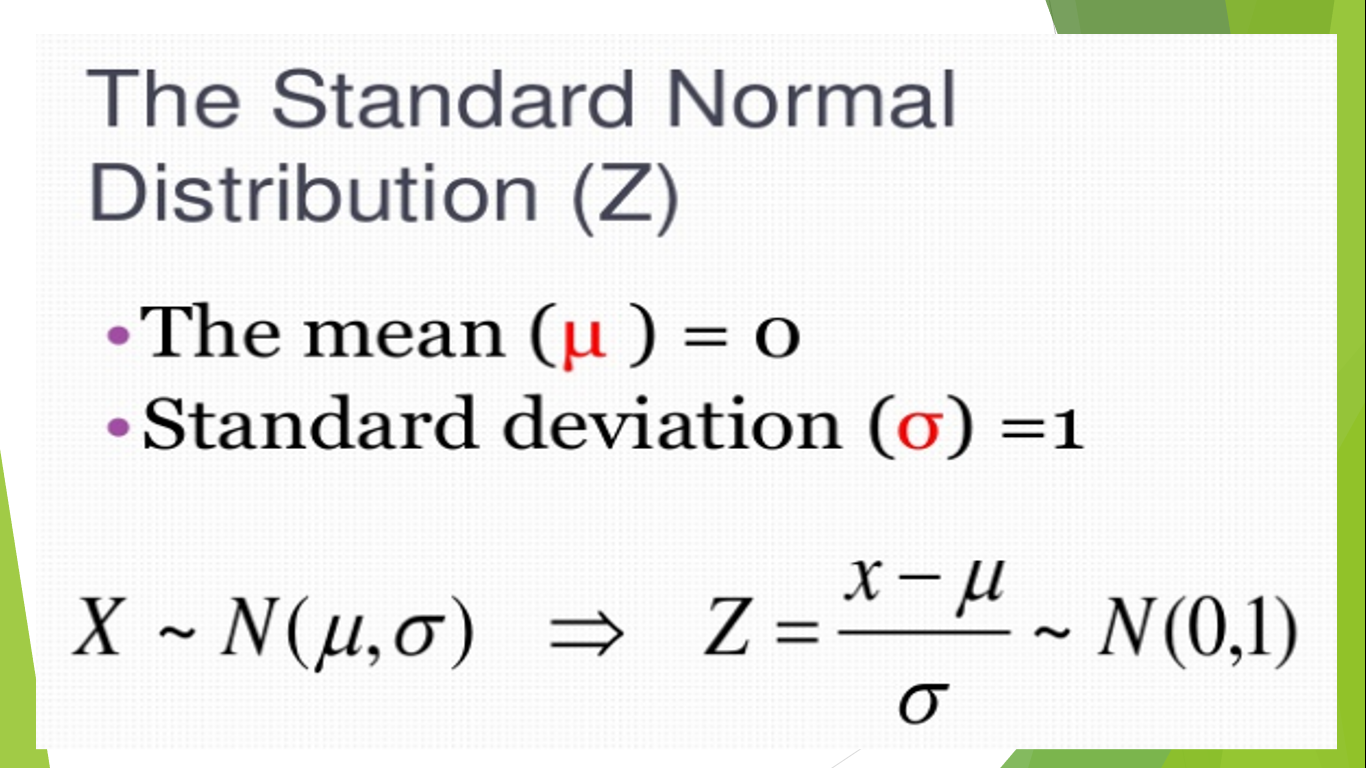 The Standard Normal
Distribution (Z)
•The mean (μ ) = 0
•Standard deviation (σ) =1
X ~ N(μ,σ) ⇒ Z = (x − μ)/σ ~ N(0,1)